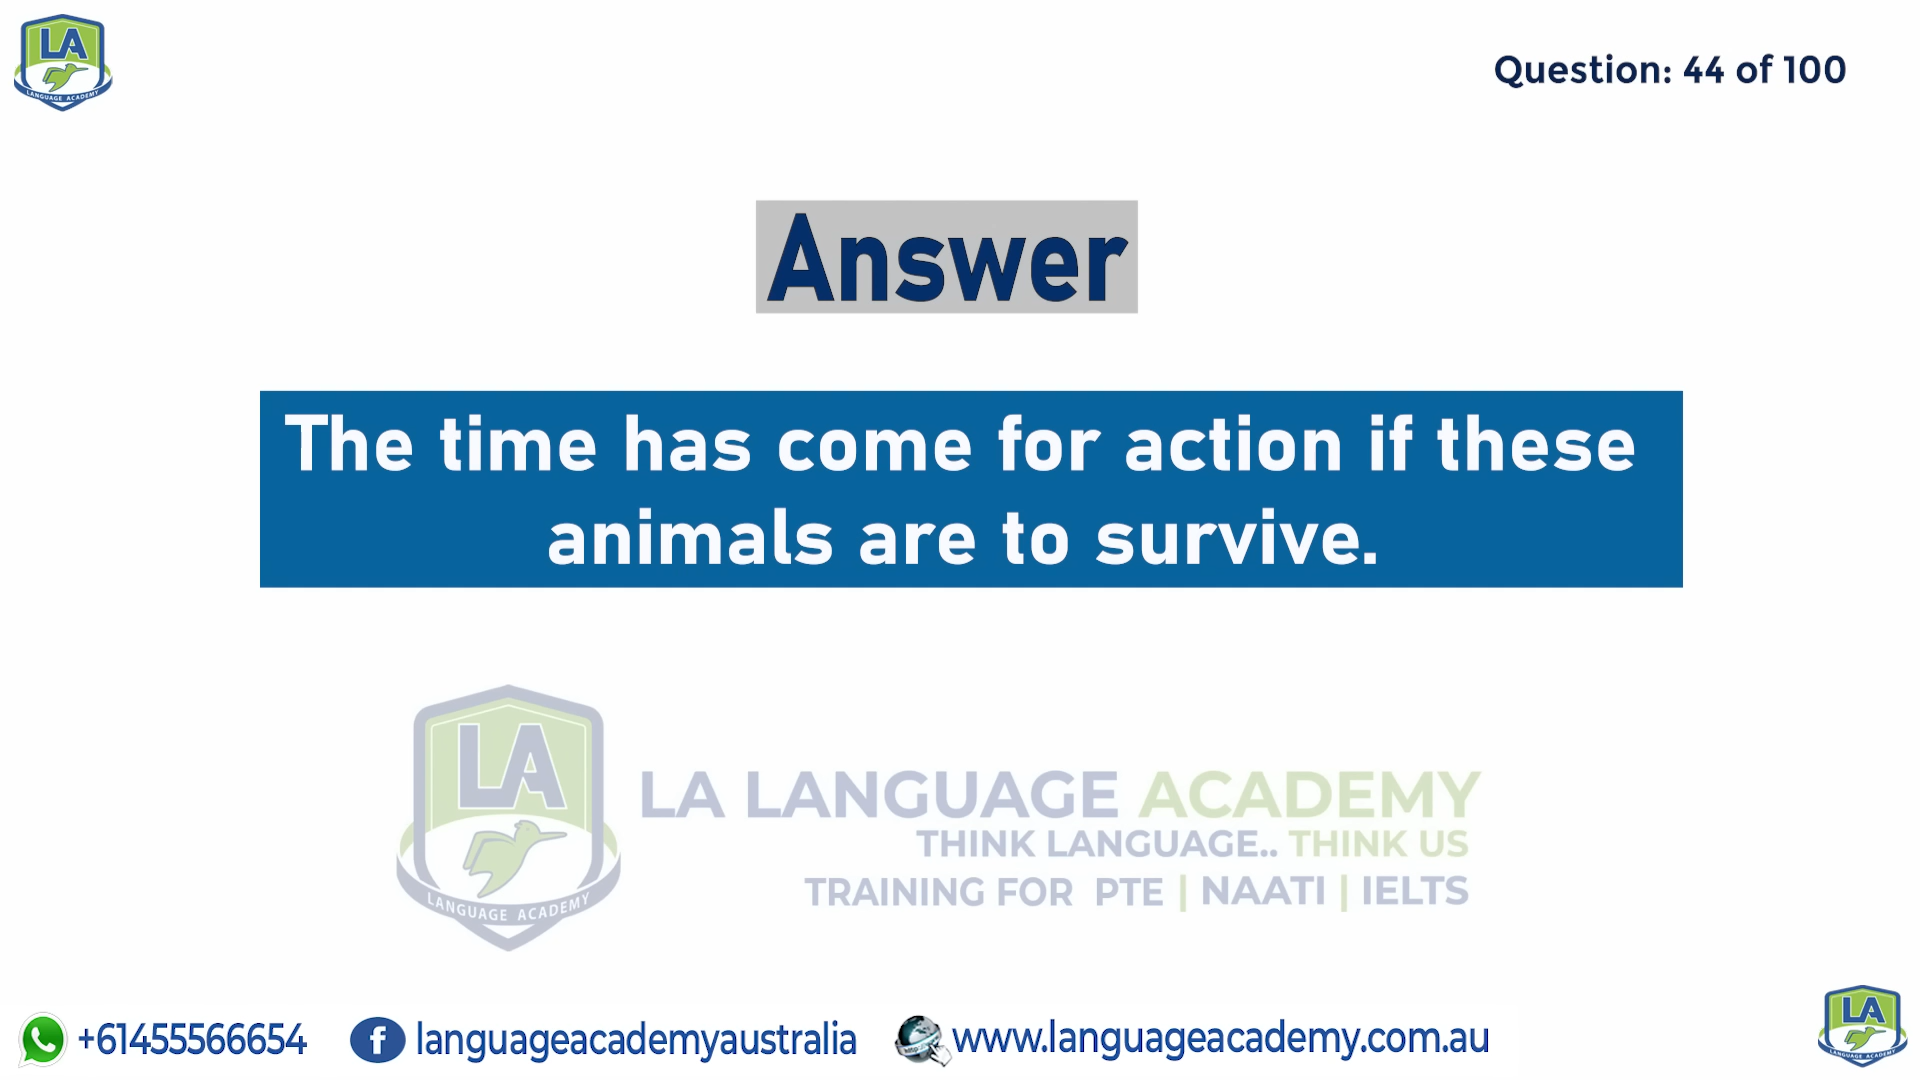 LA
LANGUAGE ACADEMY
Question: 44 of 100
Answer
The time has come for action if these
animals are to survive.
LA
LANGUAGE ACADEMY
LA LANGUAGE ACADEMY
THINK LANGUAGE.. THINK US
TRAINING FOR PTE | NAATI | IELTS
+61455566654
languageacademyaustralia
www.languageacademy.com.au
LA
LANGUAGE ACADEMY